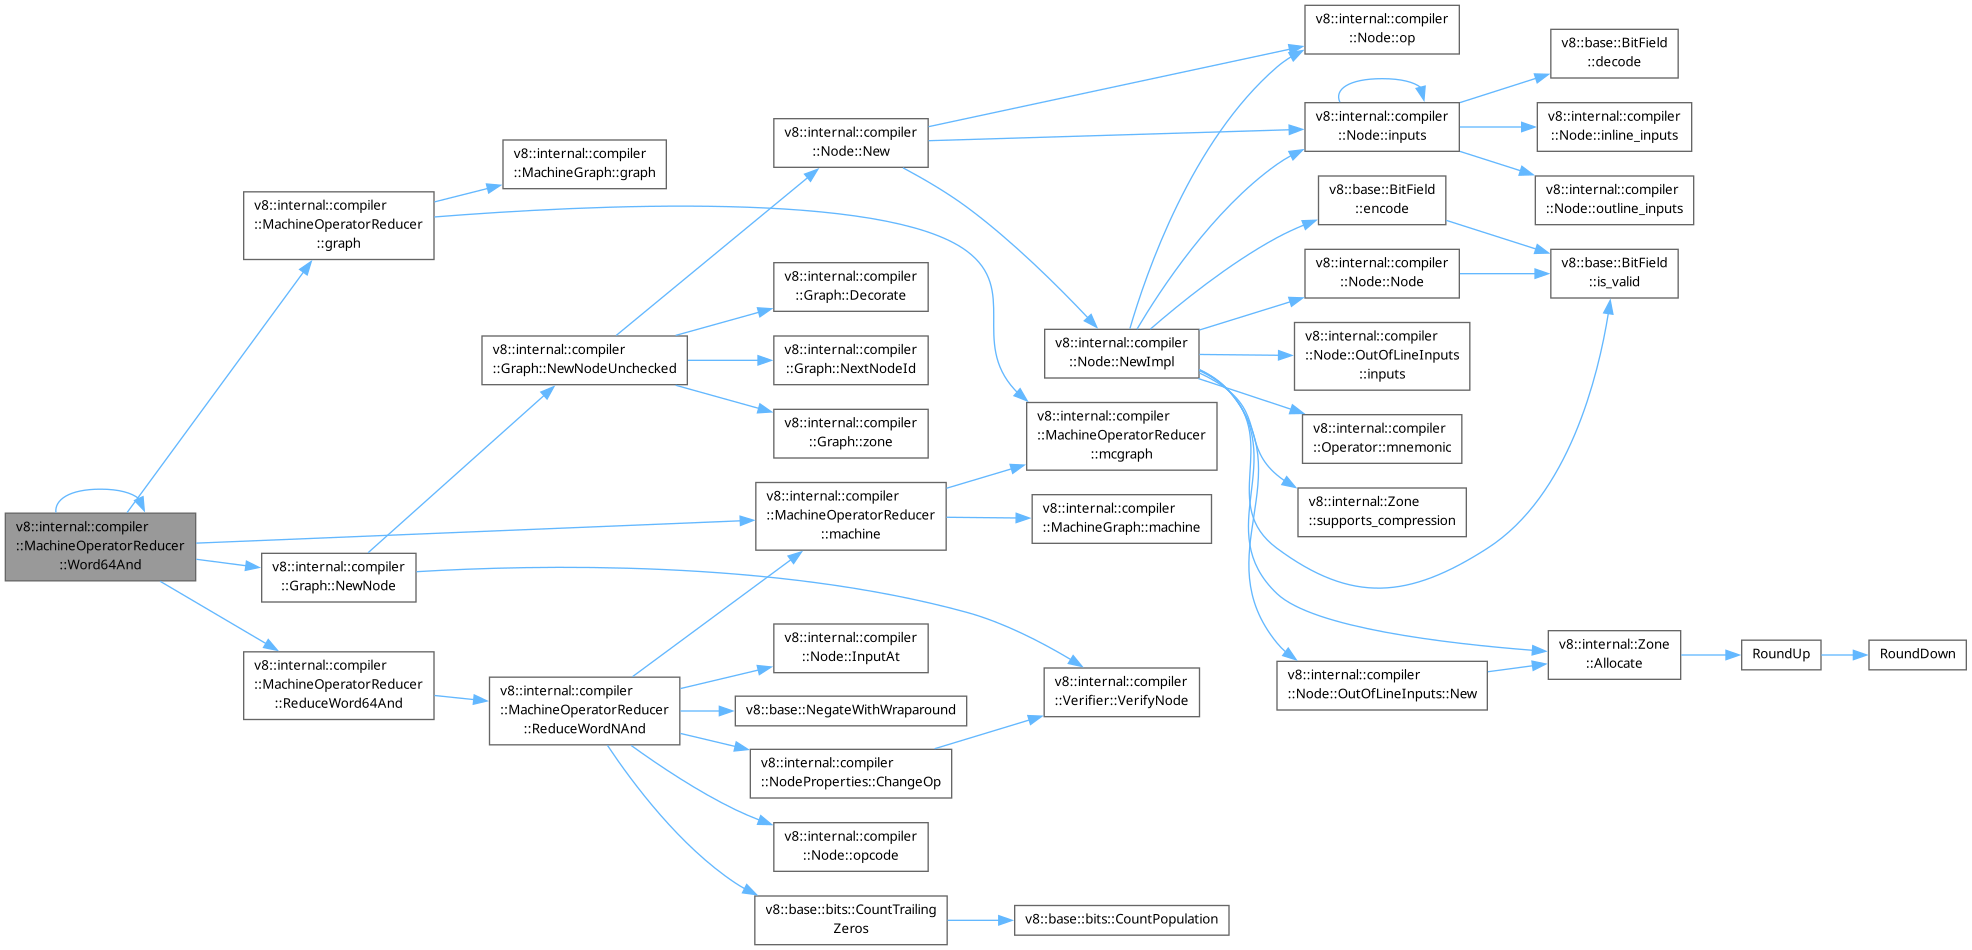 v8::internal::compiler
::MachineOperatorReducer
::Word64And
v8::internal::compiler
::MachineOperatorReducer
::graph
v8::internal::compiler
::Graph::NewNode
v8::internal::compiler
::MachineOperatorReducer
::ReduceWord64And
v8::internal::compiler
::MachineGraph::graph
v8::internal::compiler
::Graph::NewNodeUnchecked
v8::internal::compiler
::MachineOperatorReducer
::ReduceWordNAnd
v8::internal::compiler
::Node::New
v8::internal::compiler
::Graph::Decorate
v8::internal::compiler
::Graph::NextNodeId
v8::internal::compiler
::Graph::zone
v8::internal::compiler
::MachineOperatorReducer
::machine
v8::internal::compiler
::Node::InputAt
v8::base::NegateWithWraparound
v8::internal::compiler
::NodeProperties::ChangeOp
v8::internal::compiler
::Node::opcode
v8::base::bits::CountTrailing
Zeros
v8::internal::compiler
::Node::NewImpl
v8::internal::compiler
::MachineOperatorReducer
::mcgraph
v8::internal::compiler
::MachineGraph::machine
v8::internal::compiler
::Verifier::VerifyNode
v8::base::bits::CountPopulation
v8::internal::compiler
::Node::op
v8::internal::compiler
::Node::inputs
v8::base::BitField
::encode
v8::internal::compiler
::Node::Node
v8::internal::compiler
::Node::OutOfLineInputs
::inputs
v8::internal::compiler
::Operator::mnemonic
v8::internal::Zone
::supports_compression
v8::internal::compiler
::Node::OutOfLineInputs::New
v8::base::BitField
::decode
v8::internal::compiler
::Node::inline_inputs
v8::internal::compiler
::Node::outline_inputs
v8::base::BitField
::is_valid
v8::internal::Zone
::Allocate
RoundUp
RoundDown